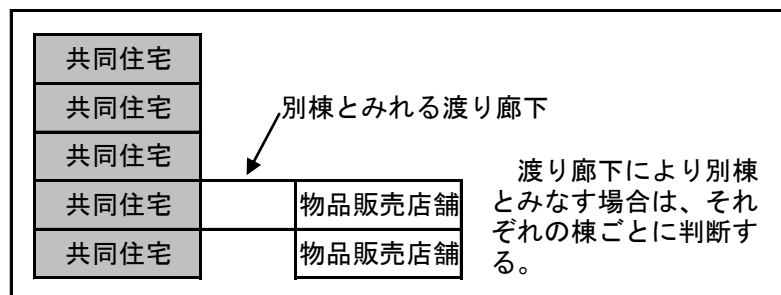 共同住宅
共同住宅
別棟とみれる渡り廊下
共同住宅
共同住宅
物品販売店舗
共同住宅
物品販売店舗
渡り廊下により別棟
とみなす場合は、それ
ぞれの棟ごとに判断す
る。